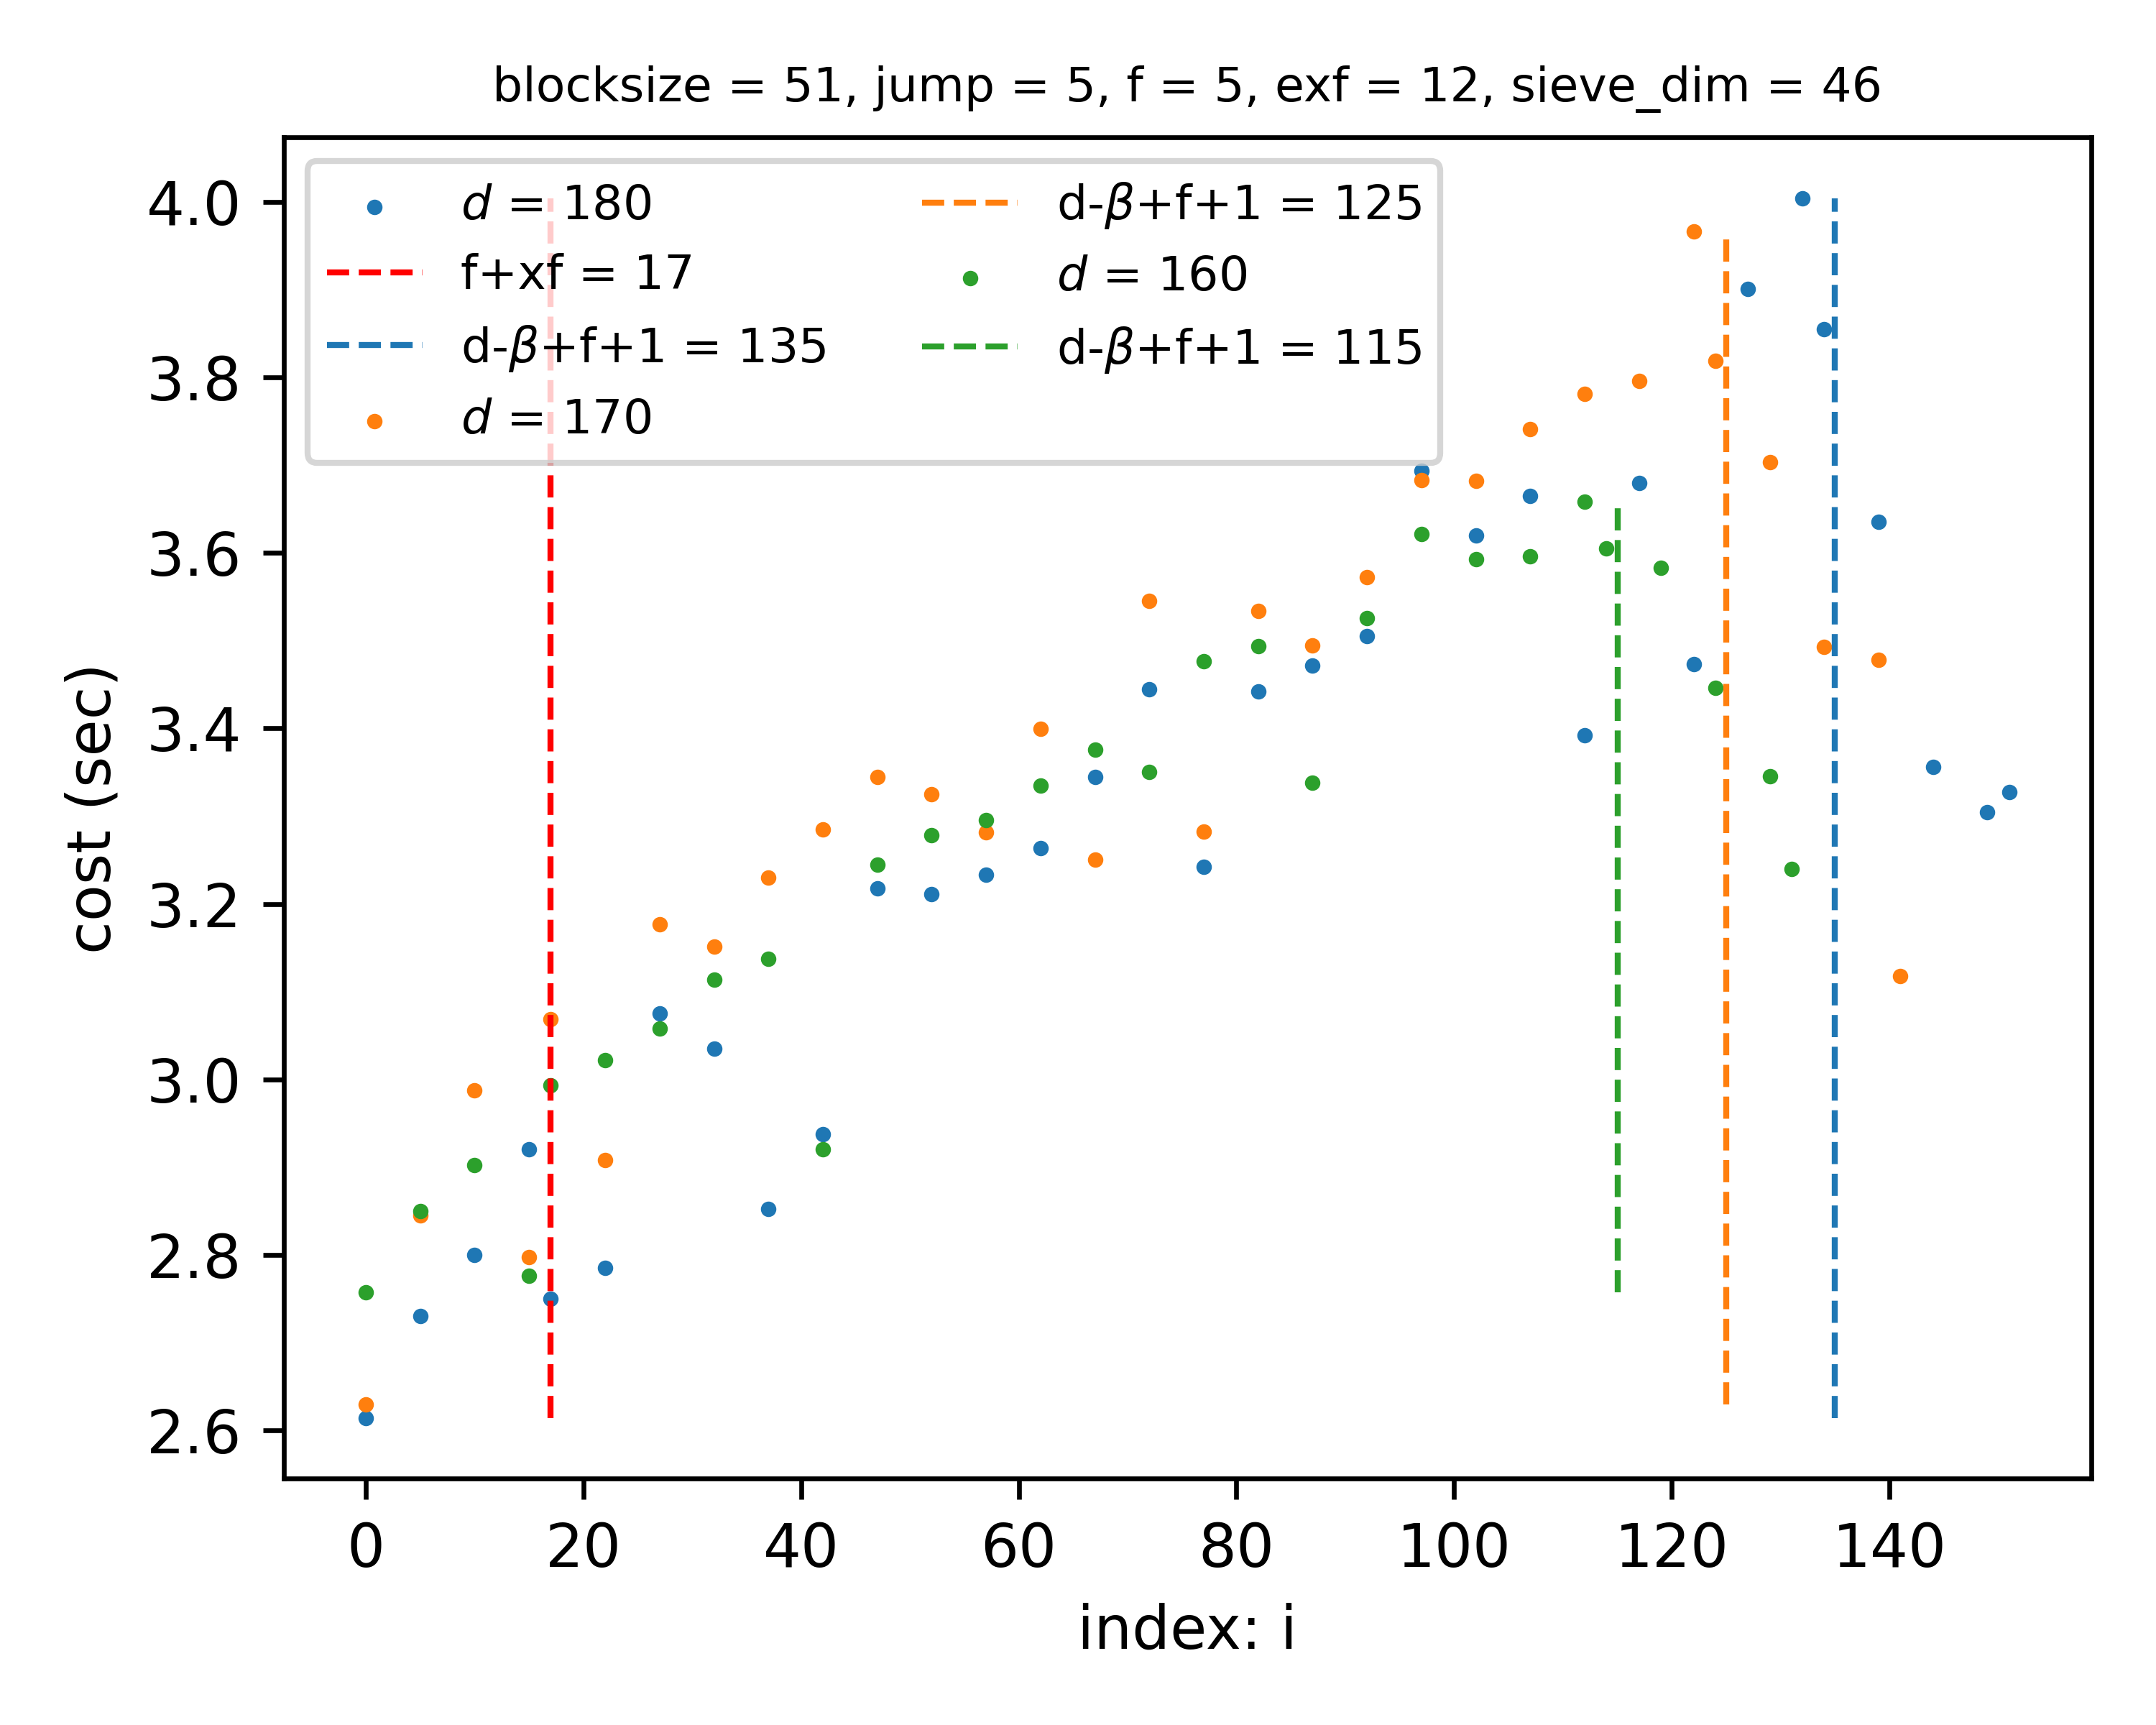 blocksize = 51, jump = 5, f = 5, exf = 12, sieve_dim = 46
d = 180
f+xf = 17
d-β+f+1 = 135
d = 170
d-β+f+1 = 125
d = 160
d-β+f+1 = 115
cost (sec)
4.0
3.8
3.6
3.4
3.2
3.0
2.8
2.6
0 20 40 60 80 100 120 140
index: i